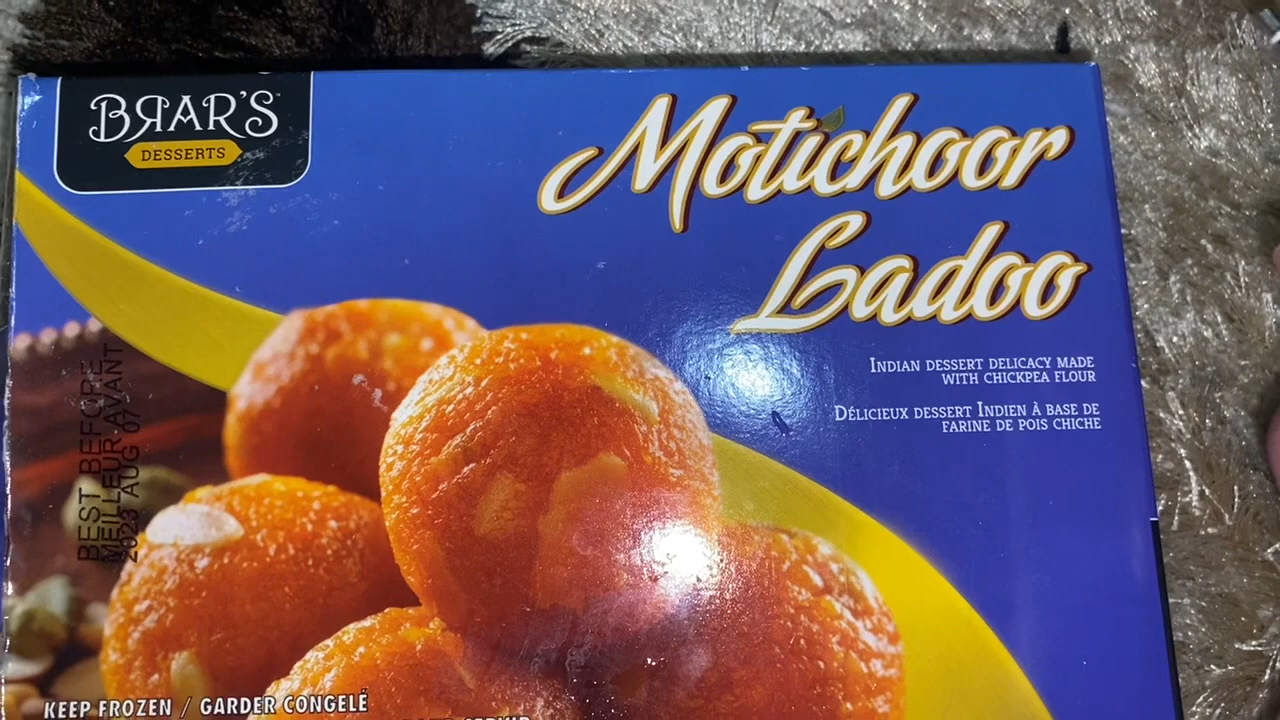 BRAR'S
DESSERTS
Motichoor
Ladoo
INDIAN DESSERT DELICACY MADE
WITH CHICKPEA FLOUR
DÉLICIEUX DESSERT INDIEN À BASE DE
FARINE DE POIS CHICHE
BEST BEFORE
MEILLEUR AVANT
2023 AUG 07
KEEP FROZEN / GARDER CONGELÉ